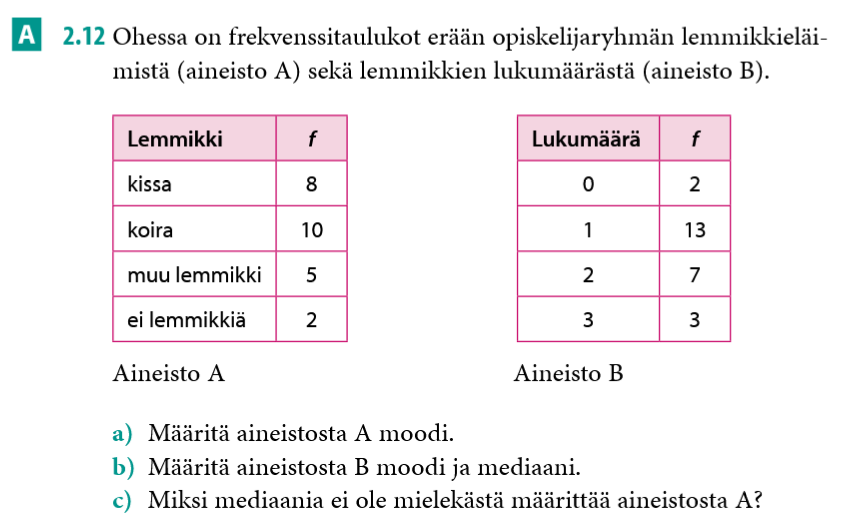 A 2.12 Ohessa on frekvenssitaulukot erään opiskelijaryhmän lemmikkieläi-
mistä (aineisto A) sekä lemmikkien lukumäärästä (aineisto B).
Lemmikki f
kissa 8
koira 10
muu lemmikki 5
ei lemmikkiä 2
Aineisto A
Lukumäärä f
0 2
1 13
2 7
3 3
Aineisto B
a) Määritä aineistosta A moodi.
b) Määritä aineistosta B moodi ja mediaani.
c) Miksi mediaania ei ole mielekästä määrittää aineistosta A?